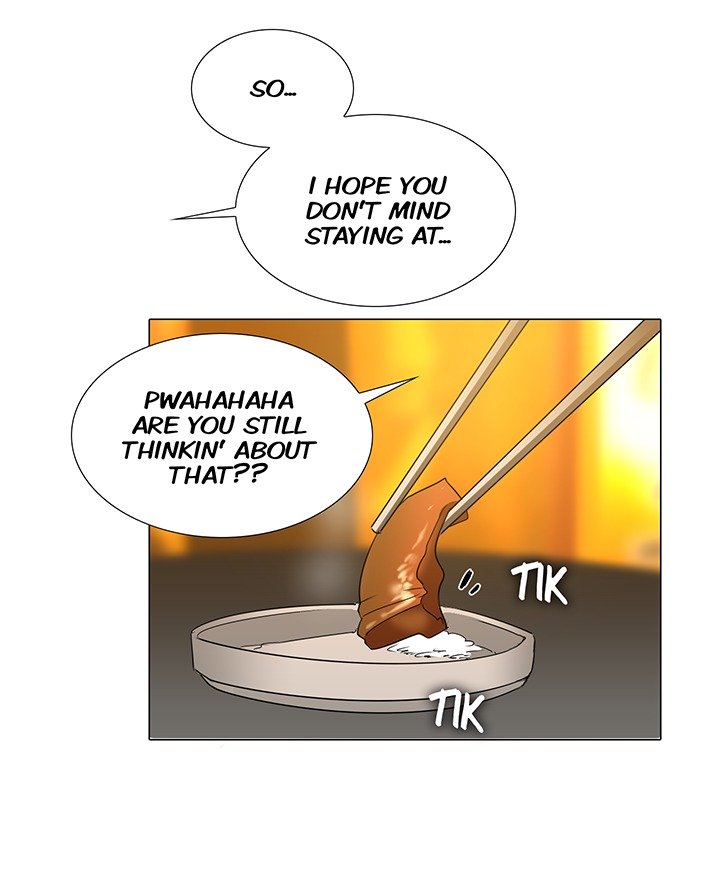 SO...
I HOPE YOU
DON'T MIND
STAYING AT...
PWAHAHAHA
ARE YOU STILL
THINKIN' ABOUT
THAT??
TIK
TIK